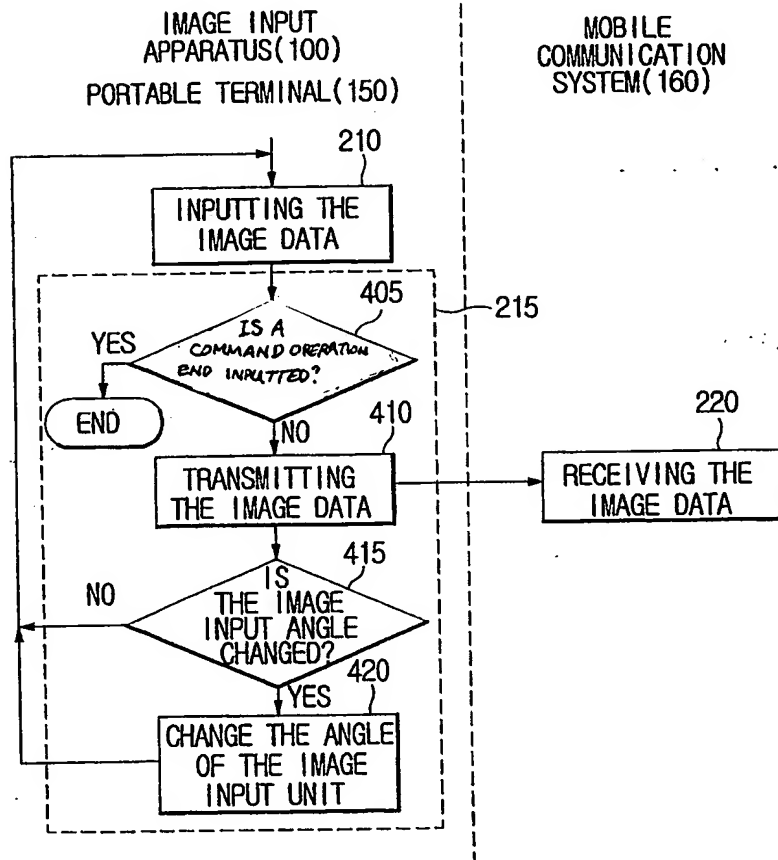 IMAGE INPUT
APPARATUS(100)
PORTABLE TERMINAL(150)
MOBILE
COMMUNICATION
SYSTEM(160)
210
INPUTTING THE
IMAGE DATA
215
405
IS A
COMMAND OPERATION
END INPUTTED?
YES
END
NO
410
TRANSMITTING
THE IMAGE DATA
220
RECEIVING THE
IMAGE DATA
415
IS
THE IMAGE
INPUT ANGLE
CHANGED?
NO
YES
420
CHANGE THE ANGLE
OF THE IMAGE
INPUT UNIT